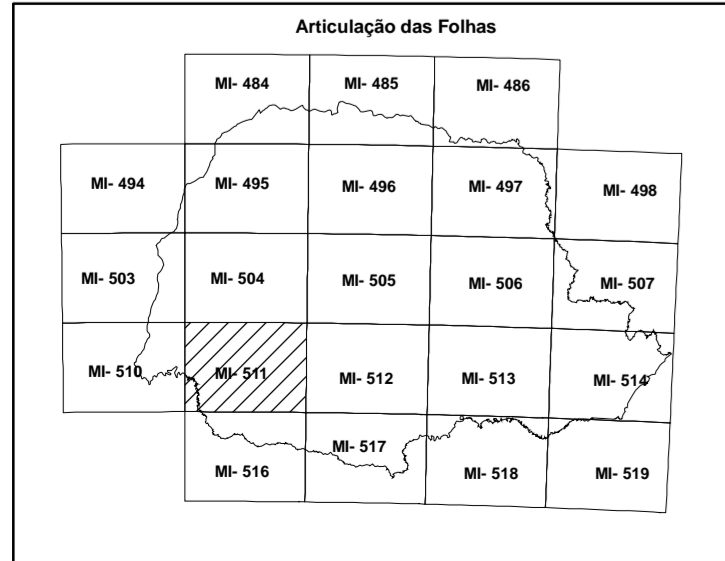 Articulação das Folhas
MI- 484 MI- 485 MI- 486
MI- 494 MI- 495 MI- 496 MI- 497 MI- 498
MI- 503 MI- 504 MI- 505 MI- 506 MI- 507
MI- 510 MI- 511 MI- 512 MI- 513 MI- 514
MI- 516 MI- 517 MI- 518 MI- 519